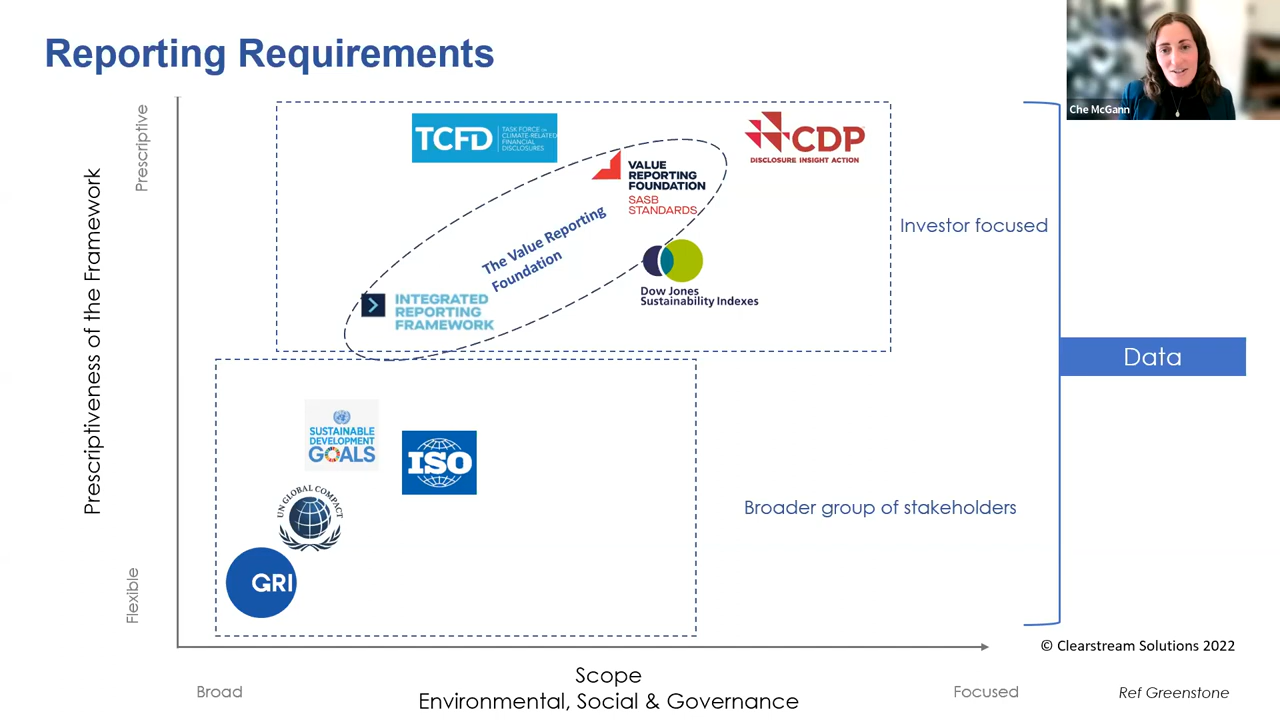 Reporting Requirements
Che McGann
Prescriptive
Prescriptiveness of the Framework
Flexible
TCFD
TASK FORCE on
CLIMATE-RELATED
FINANCIAL
DISCLOSURES
CDP
DISCLOSURE INSIGHT ACTION
VALUE
REPORTING
FOUNDATION
SASB
STANDARDS
The Value Reporting
Foundation
Dow Jones
Sustainability Indexes
INTEGRATED
REPORTING
FRAMEWORK
Investor focused
Data
SUSTAINABLE
DEVELOPMENT
GOALS
ISO
UN GLOBAL COMPACT
GRI
Broader group of stakeholders
© Clearstream Solutions 2022
Scope
Environmental, Social & Governance
Broad
Focused
Ref Greenstone